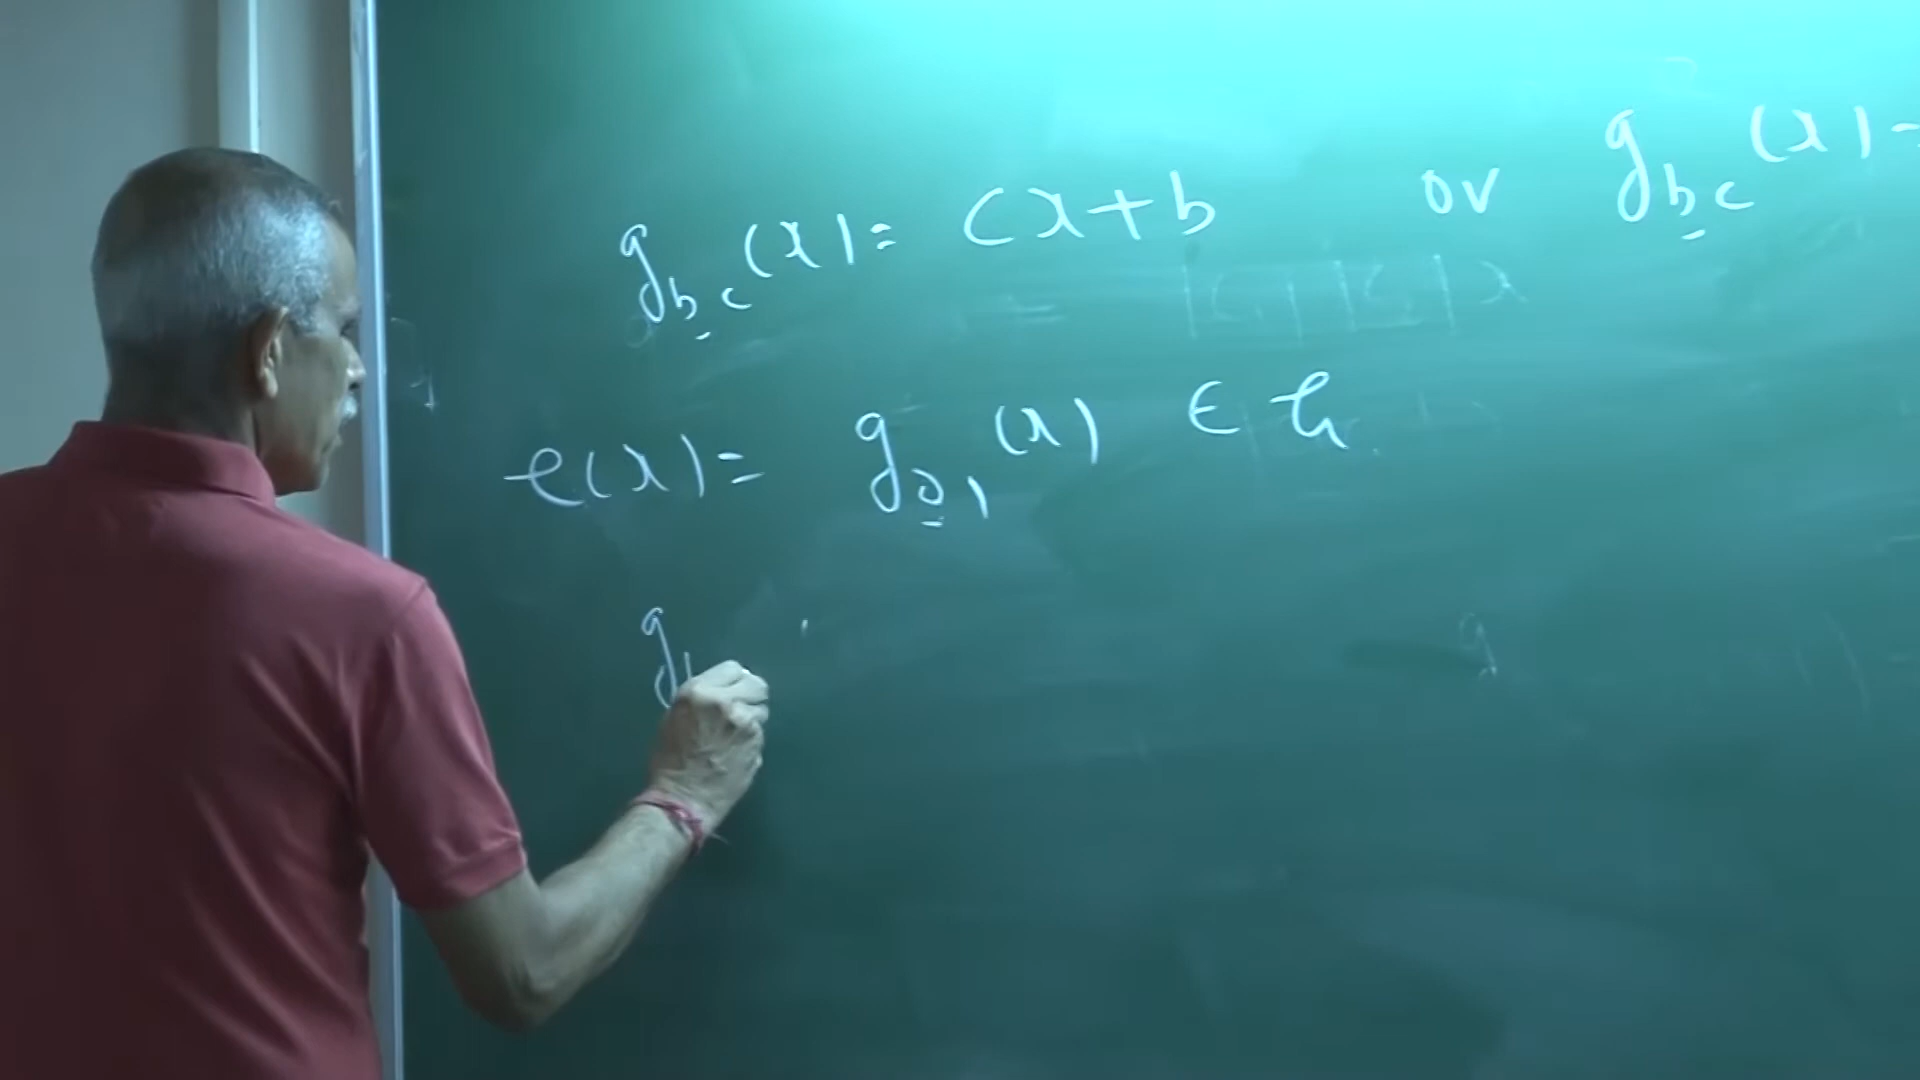 g_{b c}(x) = cx + b or g_{b c}(x) =
e(x) = g_{0 1}(x) ∈ G.
g